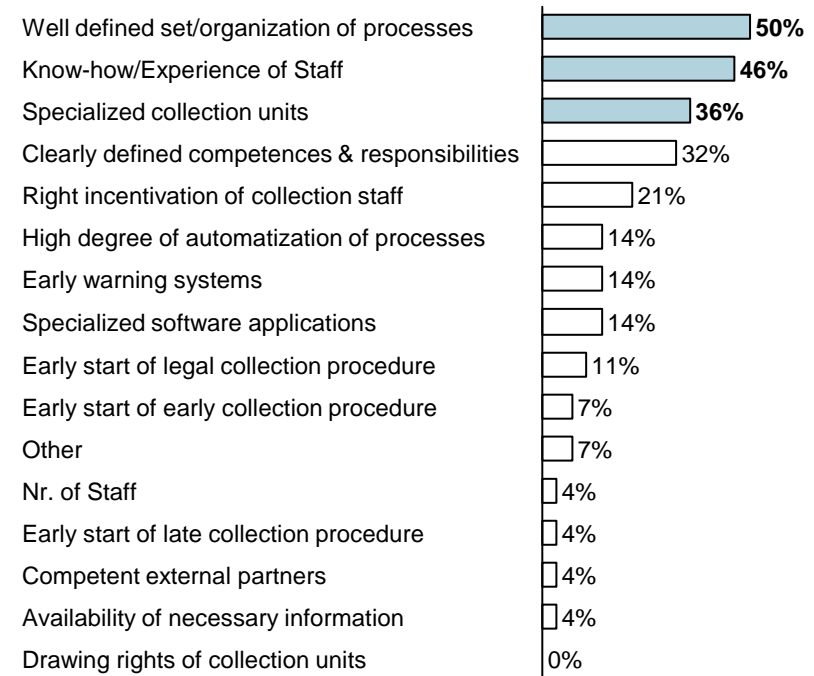 Well defined set/organization of processes 50%
Know-how/Experience of Staff 46%
Specialized collection units 36%
Clearly defined competences & responsibilities 32%
Right incentivation of collection staff 21%
High degree of automatization of processes 14%
Early warning systems 14%
Specialized software applications 14%
Early start of legal collection procedure 11%
Early start of early collection procedure 7%
Other 7%
Nr. of Staff 4%
Early start of late collection procedure 4%
Competent external partners 4%
Availability of necessary information 4%
Drawing rights of collection units 0%